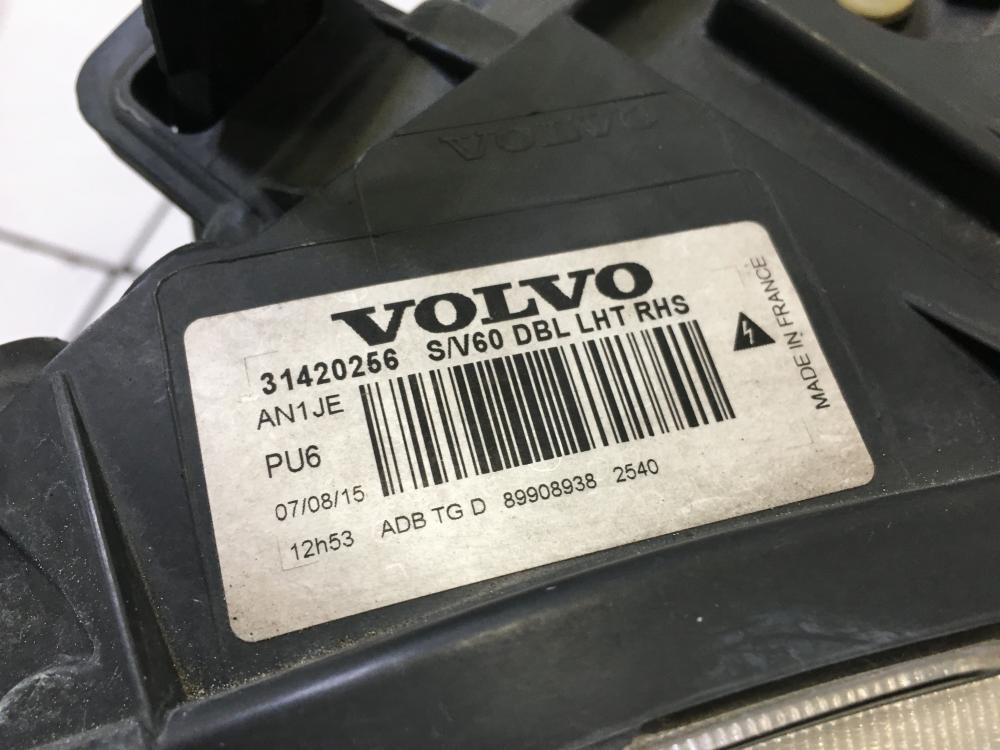 VOLVO
31420256 S/V60 DBL LHT RHS
AN1JE
PU6
07/08/15
12h53 ADB TG D 89908938 2540
MADE IN FRANCE